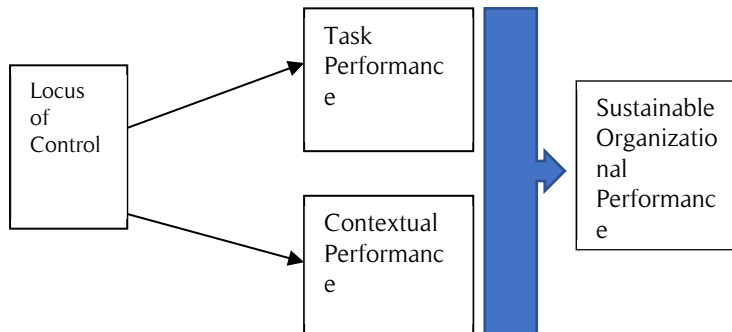 Locus
of
Control
Task
Performanc
e
Contextual
Performanc
e
Sustainable
Organizatio
nal
Performanc
e